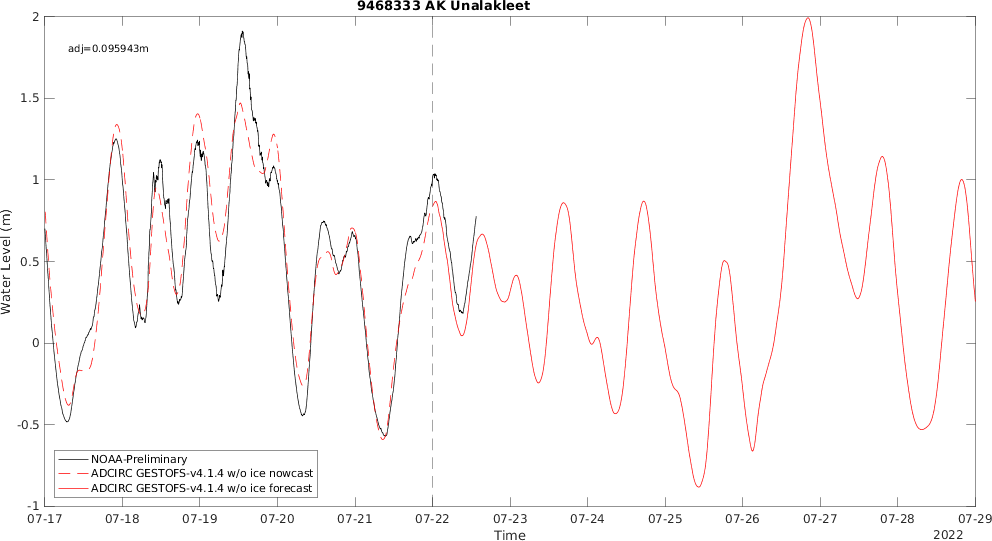 9468333 AK Unalakleet
adj=0.095943m
2
1.5
1
0.5
0
-0.5
-1
Water Level (m)
NOAA-Preliminary
ADCIRC GESTOFS-v4.1.4 w/o ice nowcast
ADCIRC GESTOFS-v4.1.4 w/o ice forecast
07-17 07-18 07-19 07-20 07-21 07-22 07-23 07-24 07-25 07-26 07-27 07-28 07-29
Time
2022